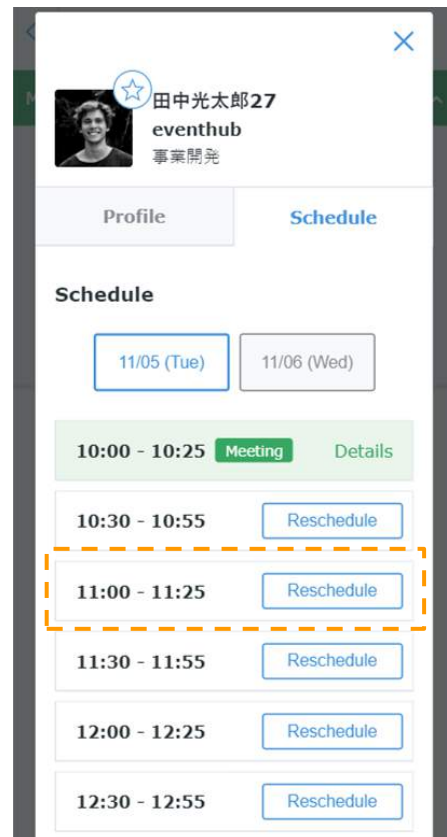 田中光太郎27
eventhub
事業開発
Profile Schedule
Schedule
11/05 (Tue) 11/06 (Wed)
10:00 - 10:25 Meeting Details
10:30 - 10:55 Reschedule
11:00 - 11:25 Reschedule
11:30 - 11:55 Reschedule
12:00 - 12:25 Reschedule
12:30 - 12:55 Reschedule